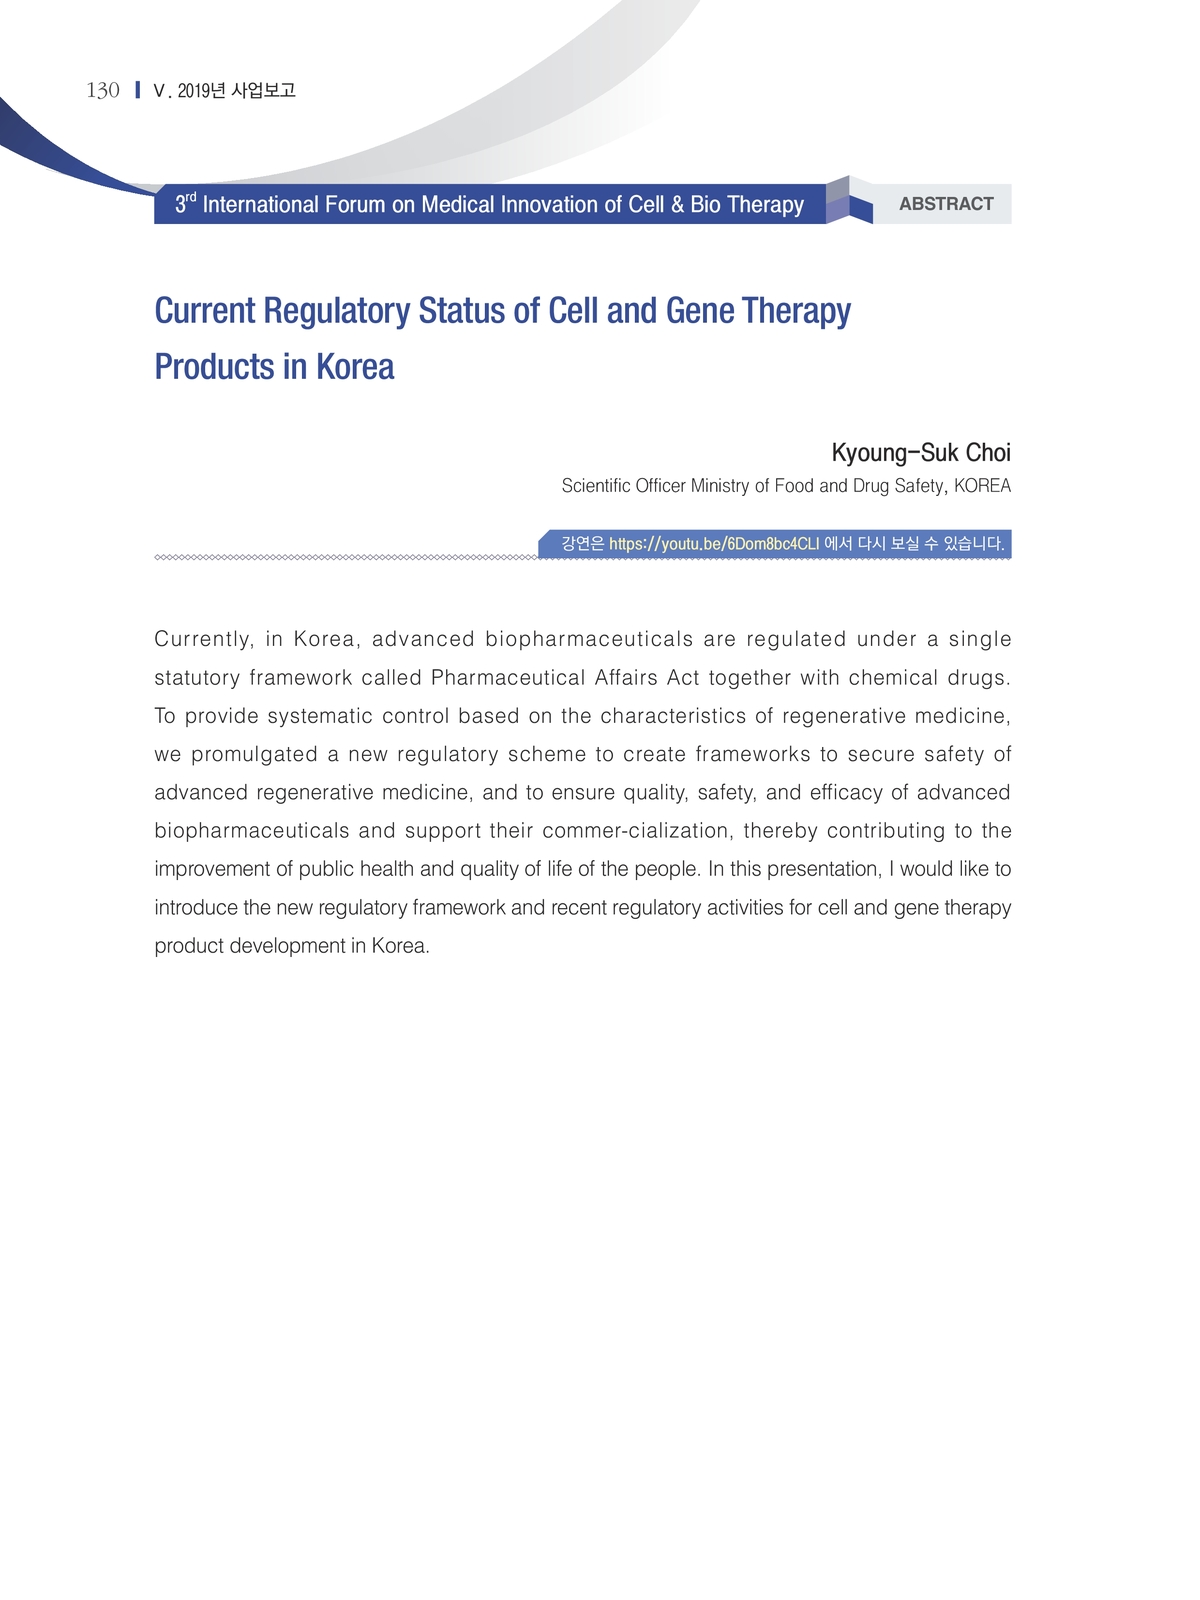 130 Ⅴ. 2019년 사업보고
3rd International Forum on Medical Innovation of Cell & Bio Therapy ABSTRACT
Current Regulatory Status of Cell and Gene Therapy
Products in Korea
Kyoung-Suk Choi
Scientific Officer Ministry of Food and Drug Safety, KOREA
강연은 https://youtu.be/6Dom8bc4CLI 에서 다시 보실 수 있습니다.
Currently, in Korea, advanced biopharmaceuticals are regulated under a single
statutory framework called Pharmaceutical Affairs Act together with chemical drugs.
To provide systematic control based on the characteristics of regenerative medicine,
we promulgated a new regulatory scheme to create frameworks to secure safety of
advanced regenerative medicine, and to ensure quality, safety, and efficacy of advanced
biopharmaceuticals and support their commer-cialization, thereby contributing to the
improvement of public health and quality of life of the people. In this presentation, I would like to
introduce the new regulatory framework and recent regulatory activities for cell and gene therapy
product development in Korea.